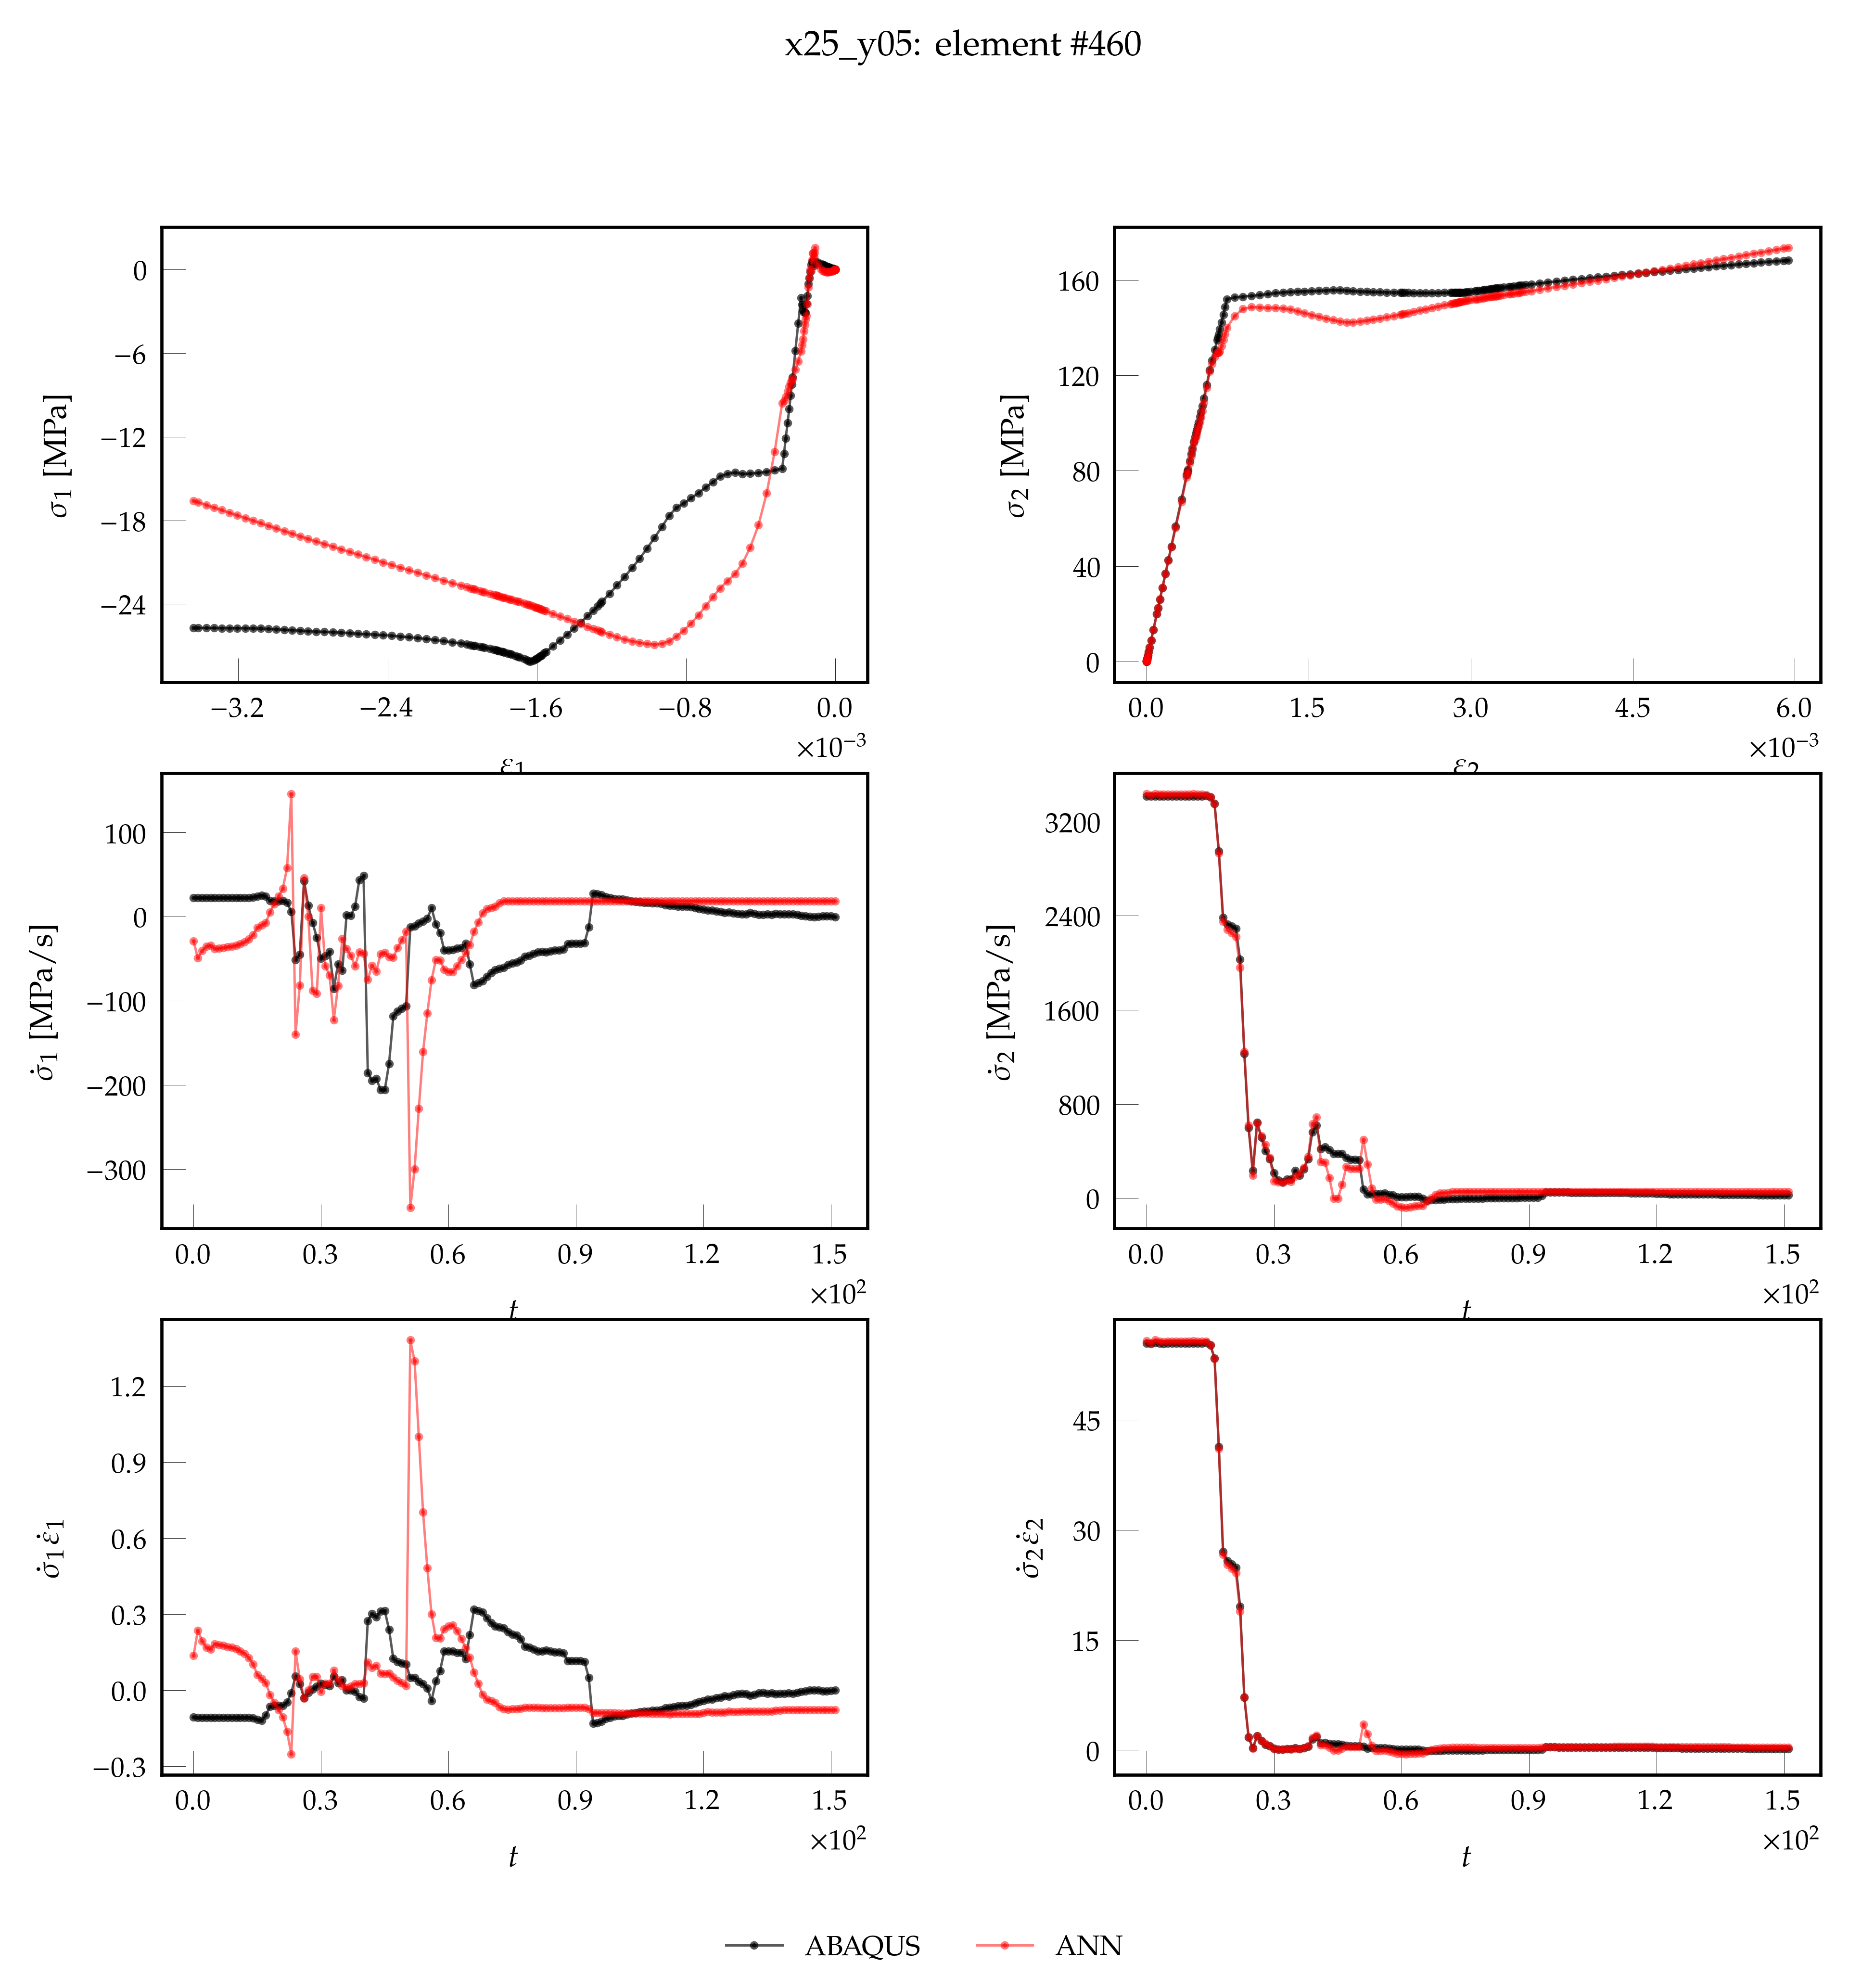 x25_y05: element #460
σ₁ [MPa]
0
−6
−12
−18
−24
−3.2 −2.4 −1.6 −0.8 0.0
×10⁻³
ε₁
σ₂ [MPa]
160
120
80
40
0
0.0 1.5 3.0 4.5 6.0
×10⁻³
ε₂
σ̇₁ [MPa/s]
100
0
−100
−200
−300
0.0 0.3 0.6 0.9 1.2 1.5
×10²
t
σ̇₂ [MPa/s]
3200
2400
1600
800
0
0.0 0.3 0.6 0.9 1.2 1.5
×10²
t
σ̇₁ε̇₁
1.2
0.9
0.6
0.3
0.0
−0.3
0.0 0.3 0.6 0.9 1.2 1.5
×10²
t
σ̇₂ε̇₂
45
30
15
0
0.0 0.3 0.6 0.9 1.2 1.5
×10²
t
ABAQUS ANN